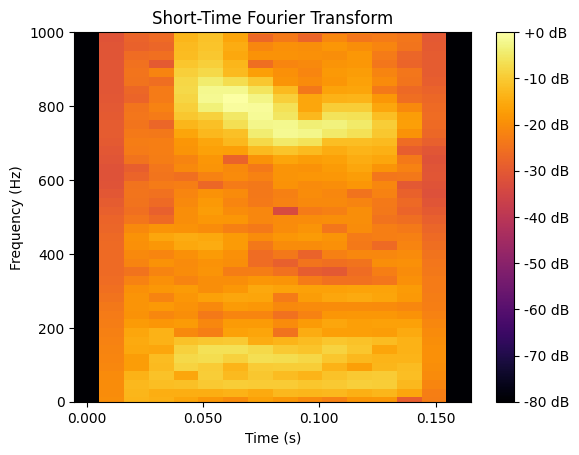 Short-Time Fourier Transform
1000
800
600
400
200
0
Frequency (Hz)
0.000
0.050
0.100
0.150
Time (s)
+0 dB
-10 dB
-20 dB
-30 dB
-40 dB
-50 dB
-60 dB
-70 dB
-80 dB